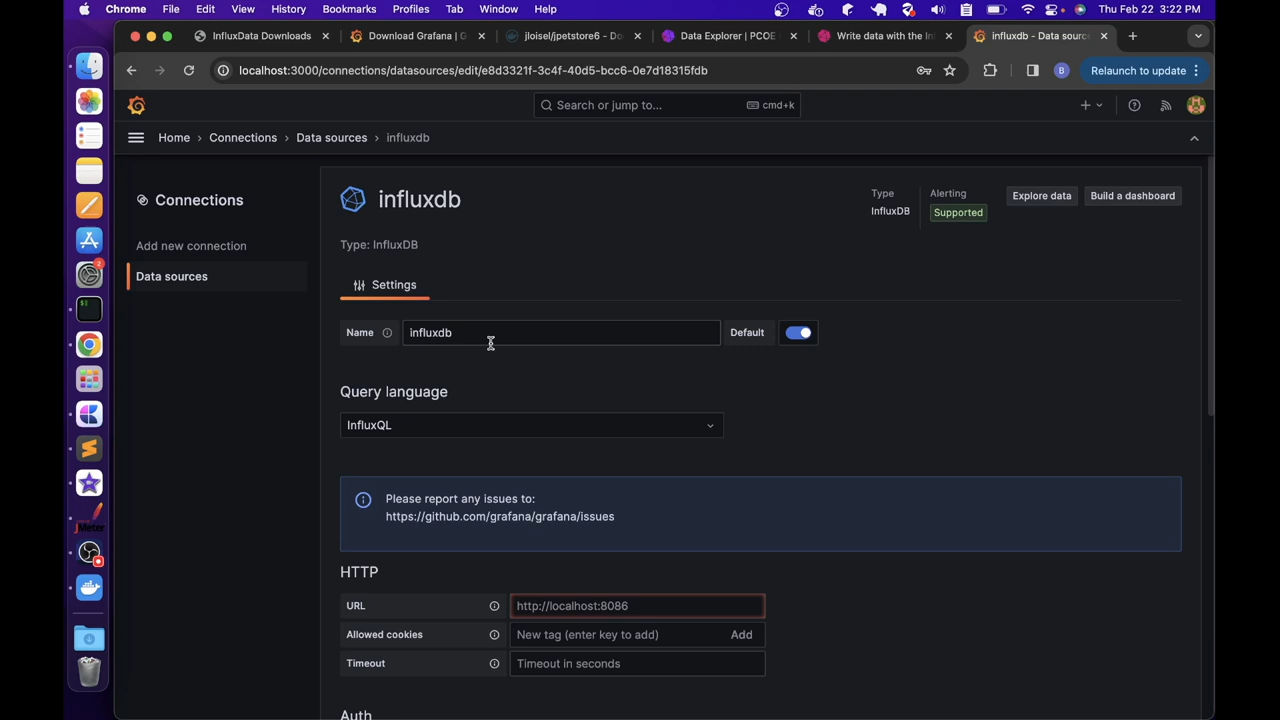 Chrome File Edit View History Bookmarks Profiles Tab Window Help Thu Feb 22 3:22 PM
InfluxData Downloads Download Grafana | G jloisel/jpetstore6 - Do Data Explorer | PCOE Write data with the In influxdb - Data source
localhost:3000/connections/datasources/edit/e8d3321f-3c4f-40d5-bcc6-0e7d18315fdb B Relaunch to update
Search or jump to... cmd+k
Home › Connections › Data sources › influxdb
Connections
Add new connection
Data sources
influxdb
Type: InfluxDB
Type
InfluxDB
Alerting
Supported
Explore data Build a dashboard
Settings
Name influxdb Default
Query language
InfluxQL
Please report any issues to:
https://github.com/grafana/grafana/issues
HTTP
URL http://localhost:8086
Allowed cookies New tag (enter key to add) Add
Timeout Timeout in seconds
Auth
2
JMeter